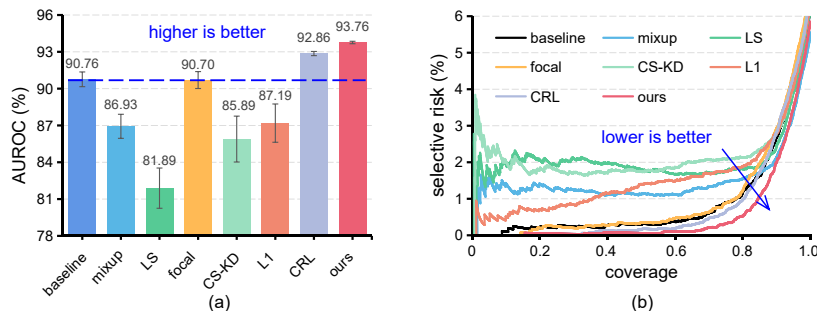 higher is better
AUROC (%)
96
93
90
87
84
81
78
90.76
86.93
81.89
90.70
85.89
87.19
92.86
93.76
baseline
mixup
LS
focal
CS-KD
L1
CRL
ours
(a)
selective risk (%)
6
5
4
3
2
1
0
baseline
mixup
LS
focal
CS-KD
L1
CRL
ours
lower is better
0
0.2
0.4
0.6
0.8
1.0
coverage
(b)